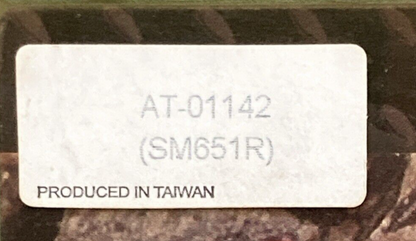 AT-01142
(SM651R)
PRODUCED IN TAIWAN